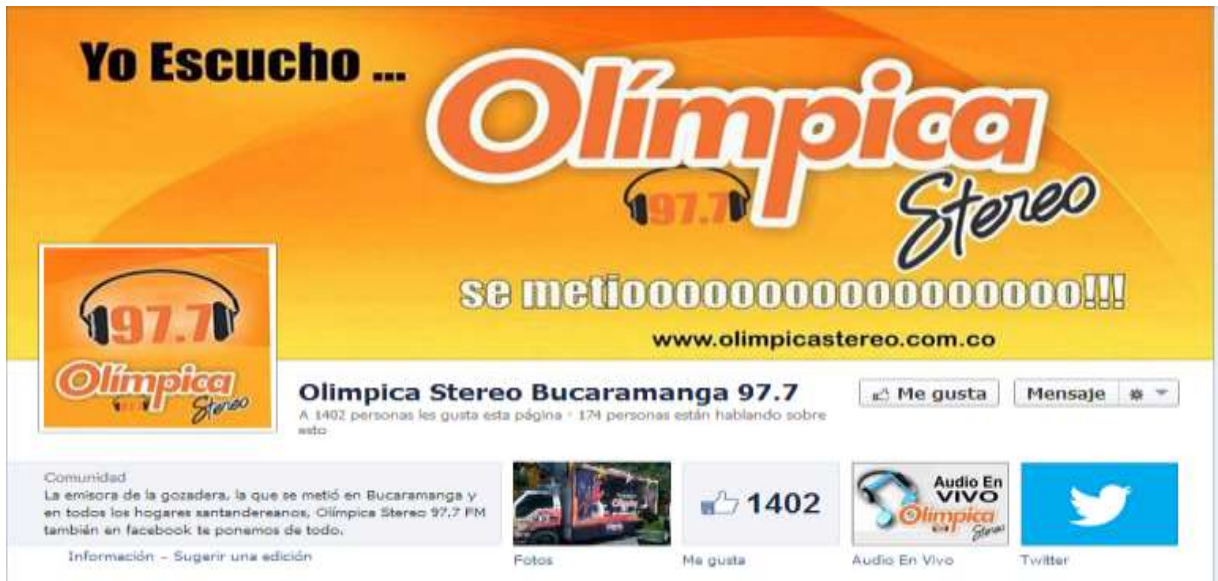 Yo Escucho ...
Olímpica
97.7
Stereo
se metioooooooooooooooooo!!!
www.olimpicastereo.com.co
97.7
Olímpica
Stereo
Olimpica Stereo Bucaramanga 97.7
A 1402 personas les gusta esta página · 174 personas están hablando sobre
esto
Me gusta
Mensaje
Comunidad
La emisora de la gozadera, la que se metió en Bucaramanga y
en todos los hogares santandereanos, Olímpica Stereo 97.7 FM
también en facebook te ponemos de todo.
Información - Sugerir una edición
Fotos
1402
Me gusta
Audio En
VIVO
Olímpica
Stereo
Audio En Vivo
Twitter